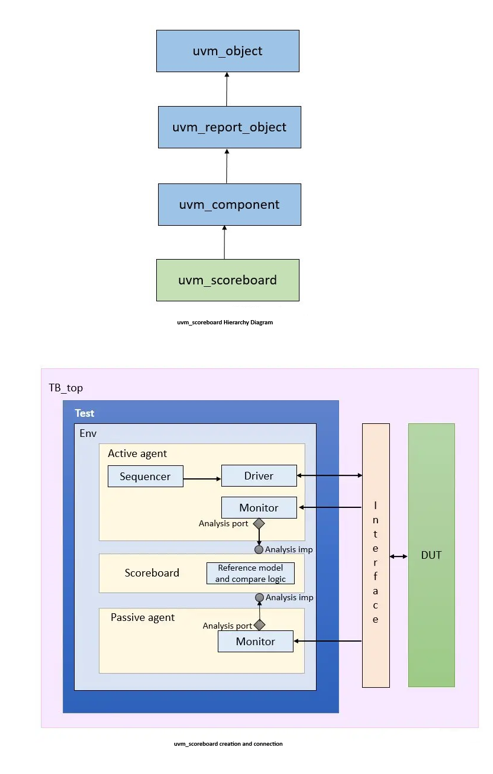 uvm_object
uvm_report_object
uvm_component
uvm_scoreboard
uvm_scoreboard Hierarchy Diagram
TB_top
Test
Env
Active agent
Sequencer
Driver
Monitor
Analysis port
Analysis imp
Scoreboard
Reference model
and compare logic
Analysis imp
Passive agent
Analysis port
Monitor
Interface
DUT
uvm_scoreboard creation and connection